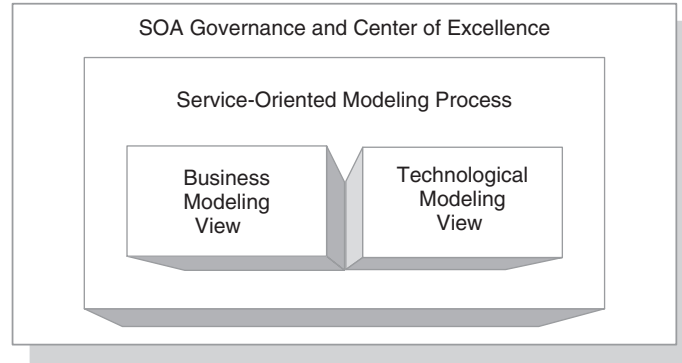 SOA Governance and Center of Excellence
Service-Oriented Modeling Process
Business
Modeling
View
Technological
Modeling
View